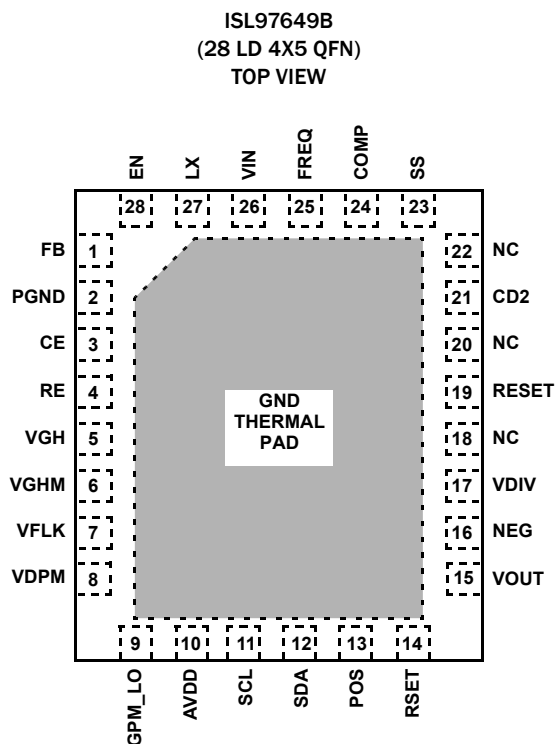 ISL97649B
(28 LD 4X5 QFN)
TOP VIEW
EN
LX
VIN
FREQ
COMP
SS
28
27
26
25
24
23
FB 1
PGND 2
CE 3
RE 4
VGH 5
VGHM 6
VFLK 7
VDPM 8
GND
THERMAL
PAD
22 NC
21 CD2
20 NC
19 RESET
18 NC
17 VDIV
16 NEG
15 VOUT
9
10
11
12
13
14
GPM_LO
AVDD
SCL
SDA
POS
RSET